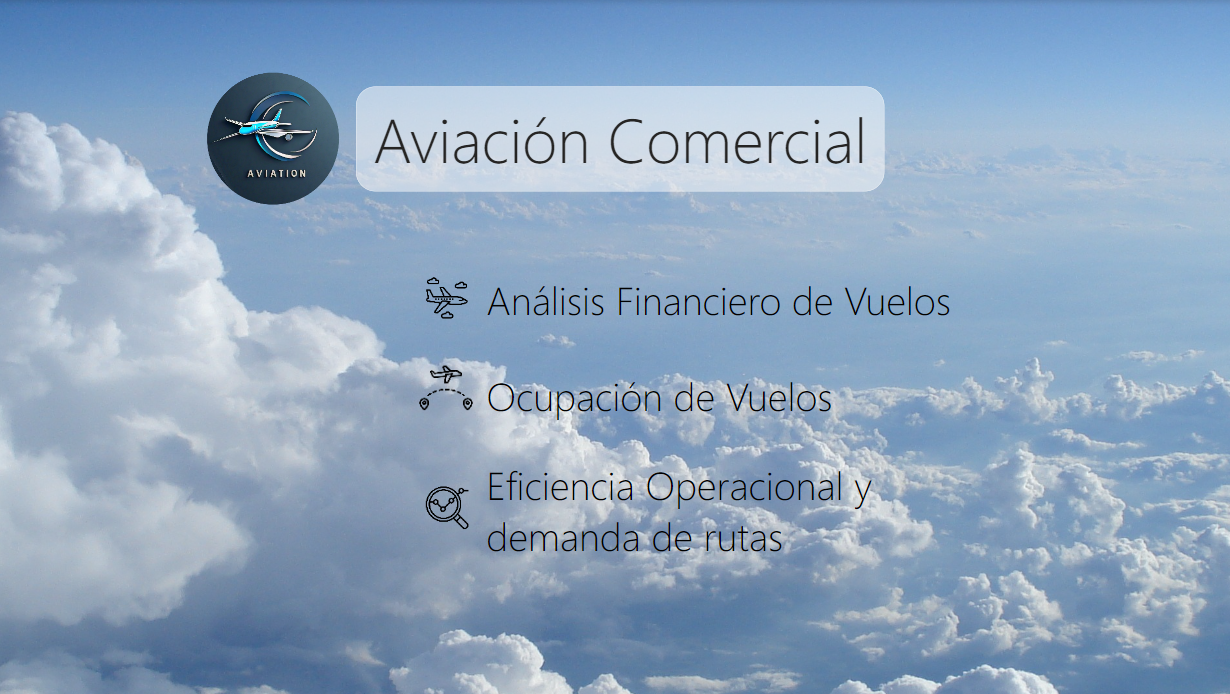 AVIATION
Aviación Comercial
Análisis Financiero de Vuelos
Ocupación de Vuelos
Eficiencia Operacional y
demanda de rutas